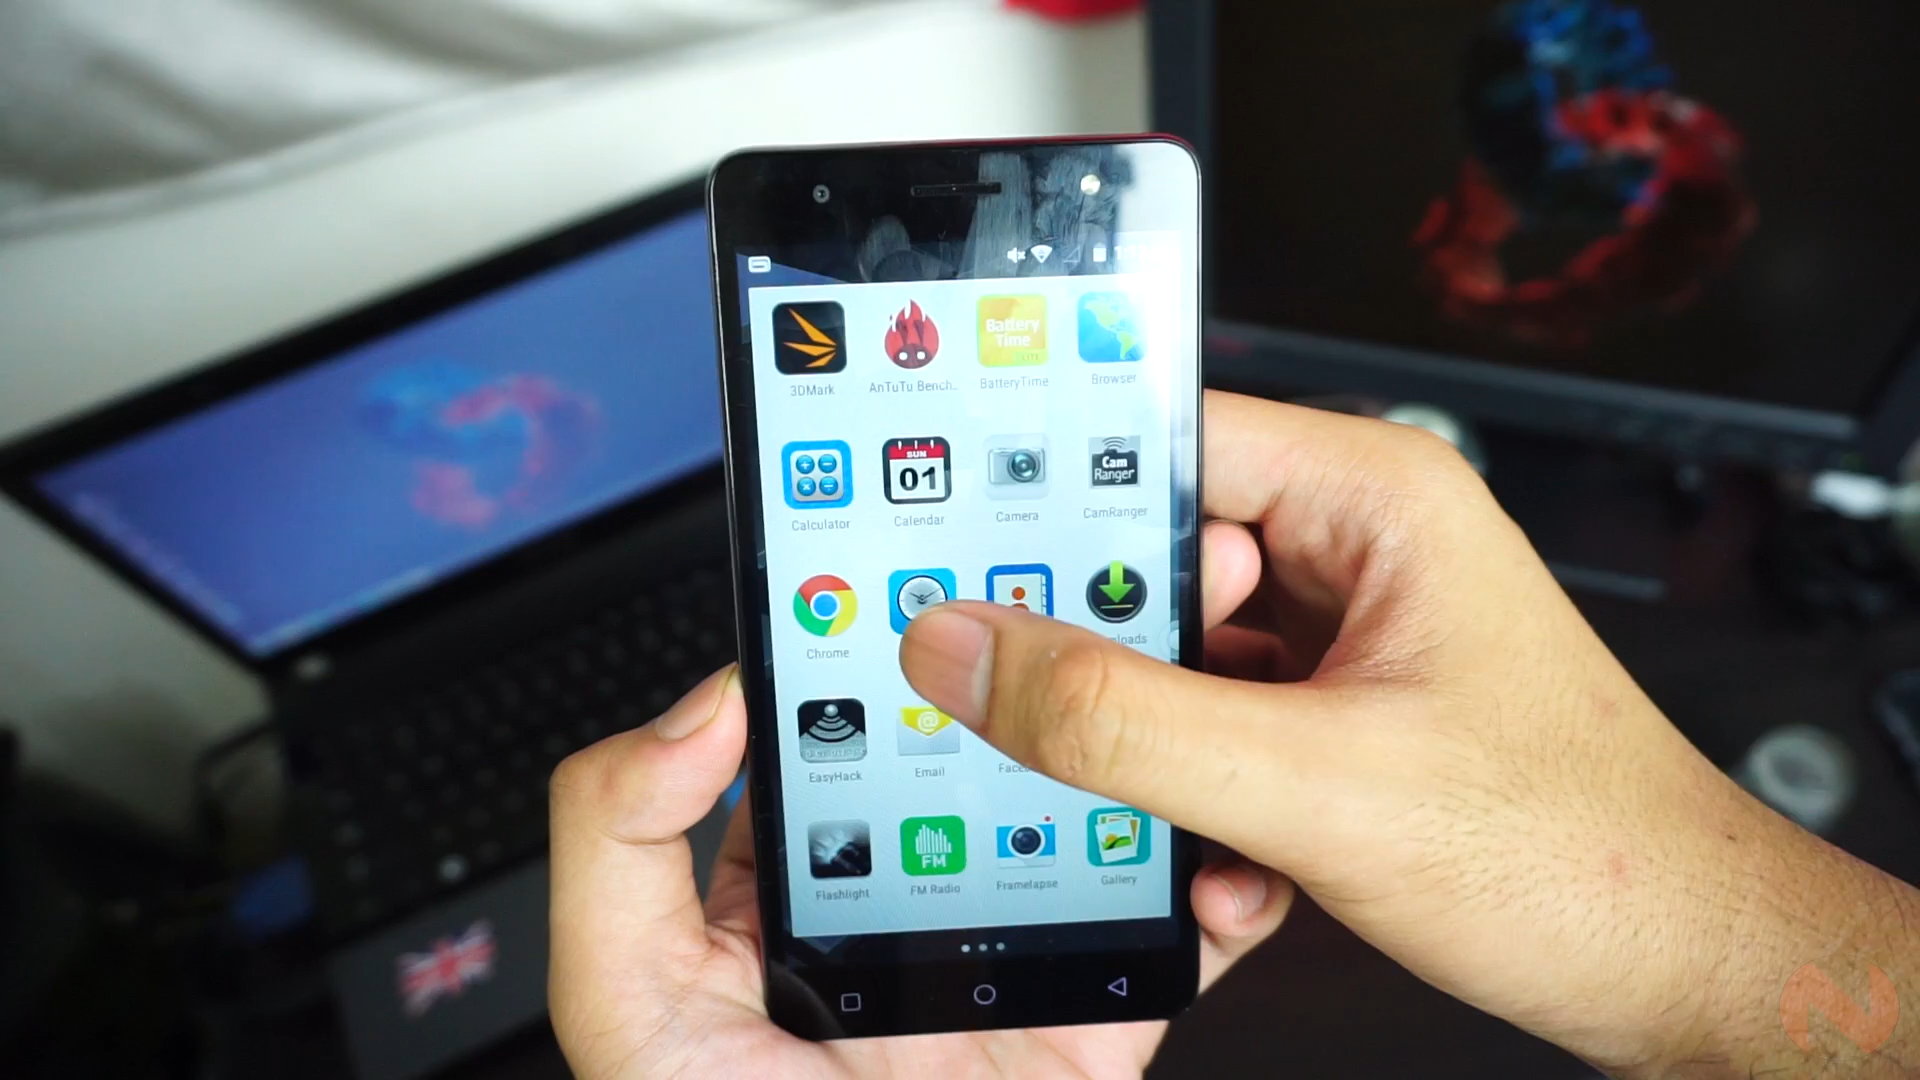 3DMark
AnTuTu Bench..
Battery
Time
BatteryTime
Browser
SUN
01
Cam
Ranger
Calculator
Calendar
Camera
CamRanger
Chrome
EasyHack
Email
FM
Flashlight
FM Radio
Framelapse
Gallery